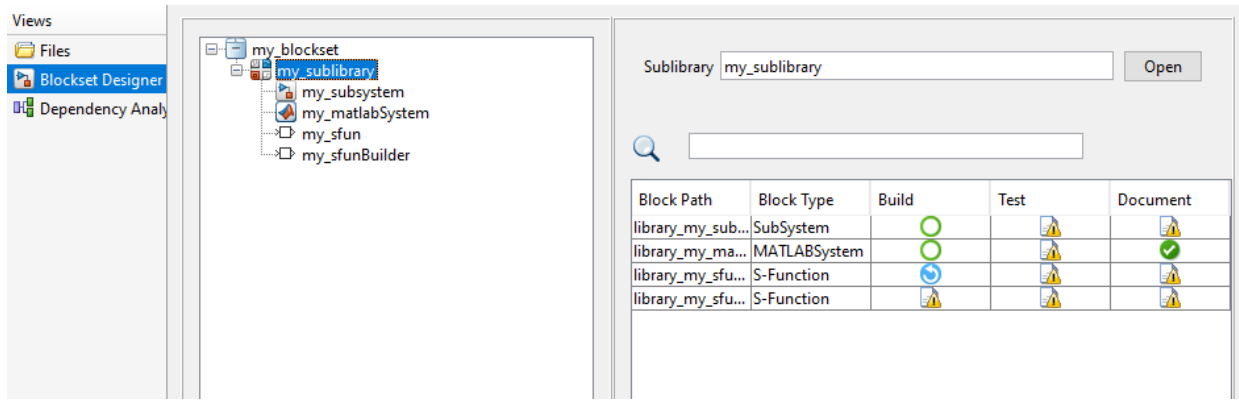 Views
Files
Blockset Designer
Dependency Analy
my_blockset
my_sublibrary
my_subsystem
my_matlabSystem
my_sfun
my_sfunBuilder
Sublibrary my_sublibrary Open
Block Path Block Type Build Test Document
library_my_sub... SubSystem
library_my_ma... MATLABSystem
library_my_sfu... S-Function
library_my_sfu... S-Function